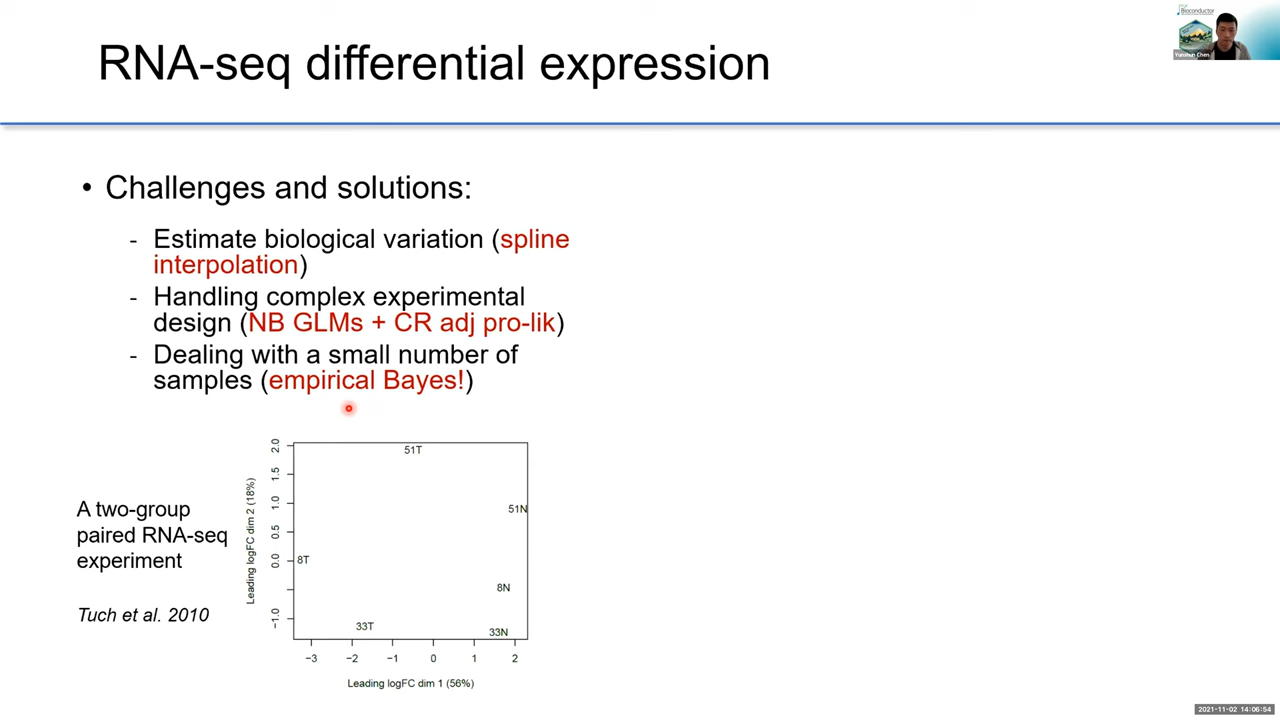 RNA-seq differential expression
Bioconductor
Yunshun Chen
• Challenges and solutions:
- Estimate biological variation (spline
interpolation)
- Handling complex experimental
design (NB GLMs + CR adj pro-lik)
- Dealing with a small number of
samples (empirical Bayes!)
A two-group
paired RNA-seq
experiment
Tuch et al. 2010
Leading logFC dim 2 (18%)
2.0
1.5
1.0
0.5
0.0
−1.0
51T
51N
8T
8N
33T
33N
−3 −2 −1 0 1 2
Leading logFC dim 1 (56%)
2021-11-02 14:06:54